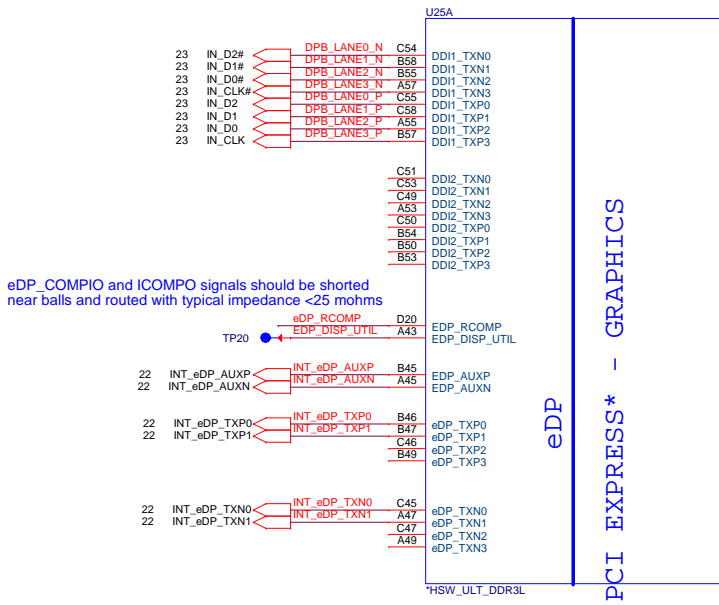 U25A
23 IN_D2# DPB_LANE0_N C54 DDI1_TXN0
23 IN_D1# DPB_LANE1_N B58 DDI1_TXN1
23 IN_D0# DPB_LANE2_N B55 DDI1_TXN2
23 IN_CLK# DPB_LANE3_N A57 DDI1_TXN3
23 IN_D2 DPB_LANE0_P C55 DDI1_TXP0
23 IN_D1 DPB_LANE1_P C58 DDI1_TXP1
23 IN_D0 DPB_LANE2_P A55 DDI1_TXP2
23 IN_CLK DPB_LANE3_P B57 DDI1_TXP3
C51 DDI2_TXN0
C53 DDI2_TXN1
C49 DDI2_TXN2
A53 DDI2_TXN3
C50 DDI2_TXP0
B54 DDI2_TXP1
B50 DDI2_TXP2
B53 DDI2_TXP3
eDP_COMPIO and ICOMPO signals should be shorted
near balls and routed with typical impedance <25 mohms
eDP_RCOMP D20 EDP_RCOMP
TP20 EDP_DISP_UTIL A43 EDP_DISP_UTIL
22 INT_eDP_AUXP INT_eDP_AUXP B45 EDP_AUXP
22 INT_eDP_AUXN INT_eDP_AUXN A45 EDP_AUXN
22 INT_eDP_TXP0 INT_eDP_TXP0 B46 eDP_TXP0
22 INT_eDP_TXP1 INT_eDP_TXP1 B47 eDP_TXP1
C46 eDP_TXP2
B49 eDP_TXP3
22 INT_eDP_TXN0 INT_eDP_TXN0 C45 eDP_TXN0
22 INT_eDP_TXN1 INT_eDP_TXN1 A47 eDP_TXN1
C47 eDP_TXN2
A49 eDP_TXN3
eDP
PCI EXPRESS* - GRAPHICS
*HSW_ULT_DDR3L